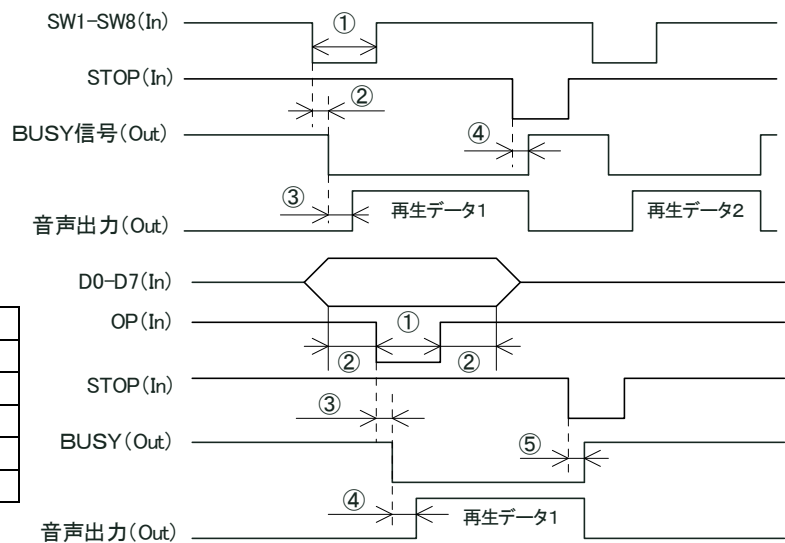 SW1-SW8(In)
①
STOP(In)
②
BUSY信号(Out)
④
③
音声出力(Out)
再生データ1
再生データ2
D0-D7(In)
OP(In)
①
②
②
STOP(In)
③
BUSY(Out)
⑤
④
音声出力(Out)
再生データ1